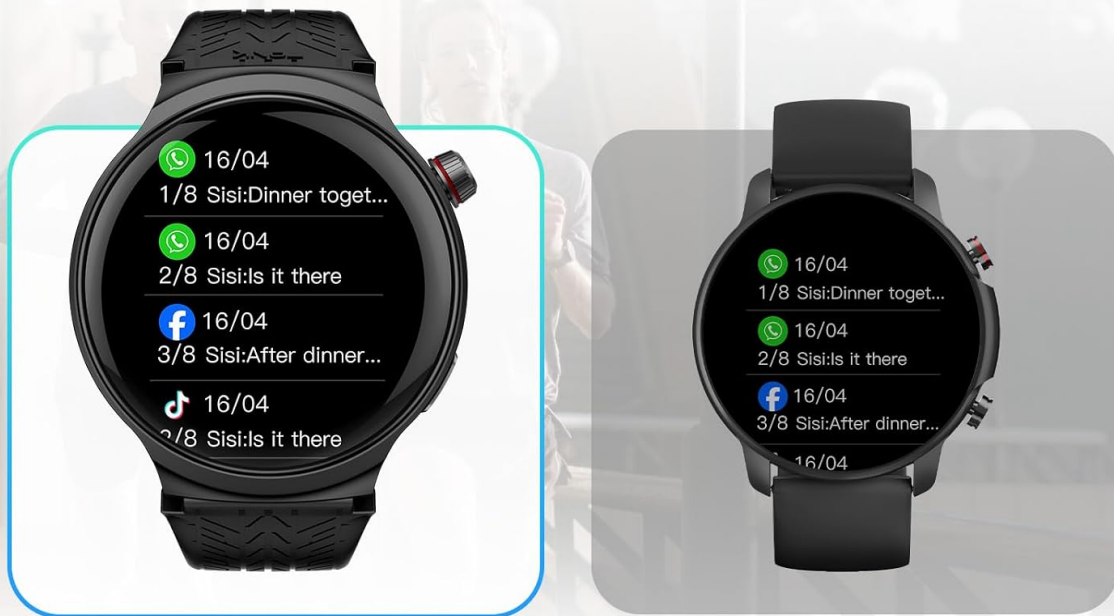 16/04
1/8 Sisi:Dinner toget...
16/04
2/8 Sisi:Is it there
16/04
3/8 Sisi:After dinner...
16/04
2/8 Sisi:Is it there
16/04
1/8 Sisi:Dinner toget...
16/04
2/8 Sisi:Is it there
16/04
3/8 Sisi:After dinner...
16/04